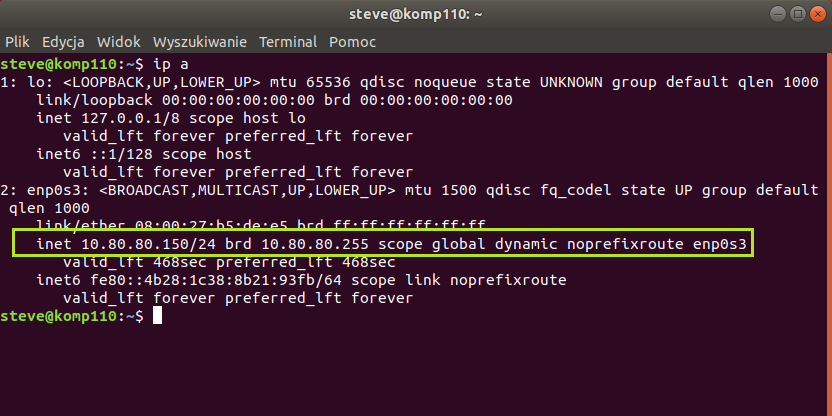 steve@komp110: ~
Plik Edycja Widok Wyszukiwanie Terminal Pomoc
steve@komp110:~$ ip a
1: lo: <LOOPBACK,UP,LOWER_UP> mtu 65536 qdisc noqueue state UNKNOWN group default qlen 1000
    link/loopback 00:00:00:00:00:00 brd 00:00:00:00:00:00
    inet 127.0.0.1/8 scope host lo
       valid_lft forever preferred_lft forever
    inet6 ::1/128 scope host
       valid_lft forever preferred_lft forever
2: enp0s3: <BROADCAST,MULTICAST,UP,LOWER_UP> mtu 1500 qdisc fq_codel state UP group default
 qlen 1000
    link/ether 08:00:27:b5:de:e5 brd ff:ff:ff:ff:ff:ff
    inet 10.80.80.150/24 brd 10.80.80.255 scope global dynamic noprefixroute enp0s3
       valid_lft 468sec preferred_lft 468sec
    inet6 fe80::4b28:1c38:8b21:93fb/64 scope link noprefixroute
       valid_lft forever preferred_lft forever
steve@komp110:~$